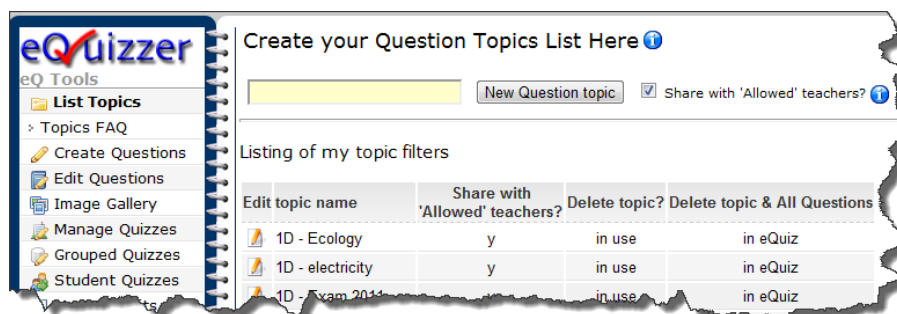 eQuizzer
eQ Tools
List Topics
> Topics FAQ
Create Questions
Edit Questions
Image Gallery
Manage Quizzes
Grouped Quizzes
Student Quizzes
Create your Question Topics List Here
New Question topic Share with 'Allowed' teachers?
Listing of my topic filters
Edit topic name Share with 'Allowed' teachers? Delete topic? Delete topic & All Questions
1D - Ecology y in use in eQuiz
1D - electricity y in use in eQuiz
1D - Exam 2011 in use in eQuiz